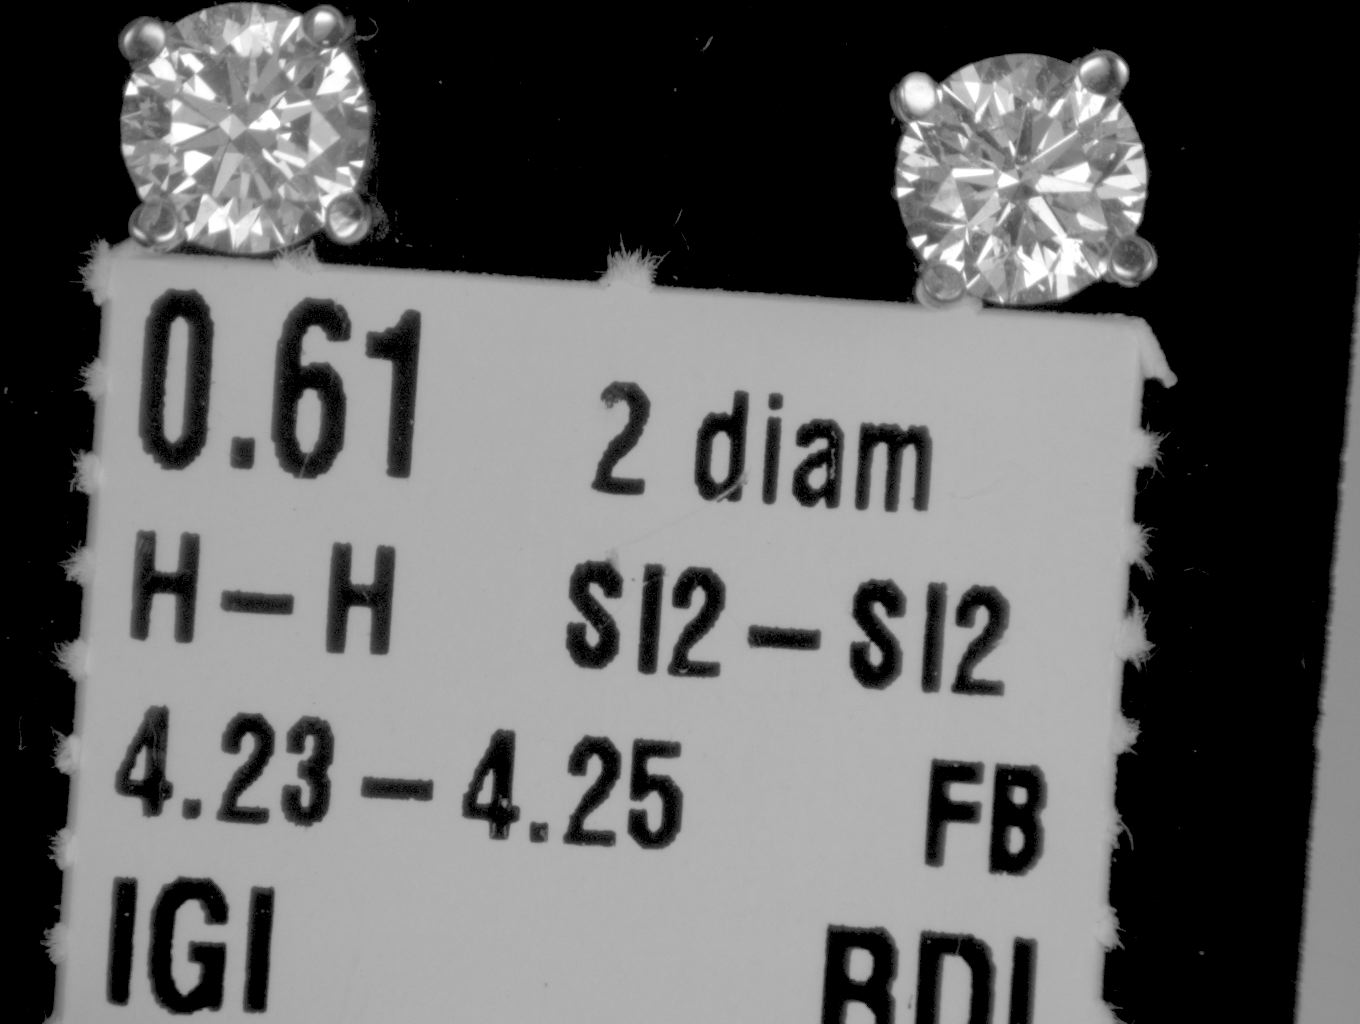 0.61 2 diam
H-H SI2-SI2
4.23-4.25 FB
IGI